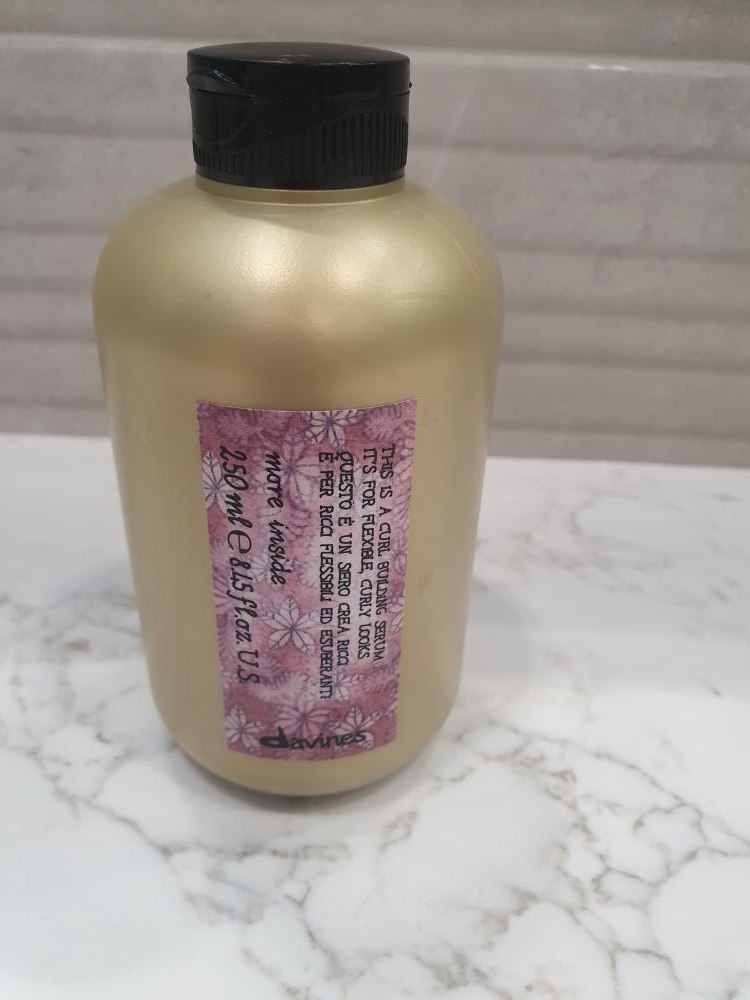 THIS IS A CURL BUILDING SERUM
IT'S FOR FLEXIBLE, CURLY LOOKS
QUESTO È UN SIERO CREA RICCI
È PER RICCI FLESSIBILI ED ESUBERANTI
more inside
250 ml ℮ 8.45 fl.oz. U.S.
davines